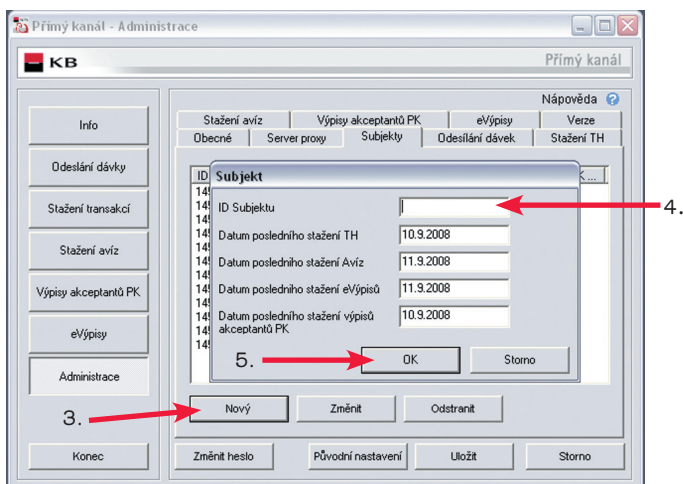 Přímý kanál - Administrace
KB
Přímý kanál
Nápověda
Info
Odeslání dávky
Stažení transakcí
Stažení avíz
Výpisy akceptantů PK
eVýpisy
Administrace
3.
Konec
Stažení avíz
Výpisy akceptantů PK
eVýpisy
Verze
Obecné
Server proxy
Subjekty
Odesílání dávek
Stažení TH
ID
K ...
Subjekt
ID Subjektu
4.
Datum posledního stažení TH
10.9.2008
Datum posledniho stažení Avíz
11.9.2008
Datum posledniho stažení eVýpisů
11.9.2008
Datum posledniho stažení výpisů
akceptantů PK
10.9.2008
5.
OK
Storno
Nový
Změnit
Odstranit
Změnit heslo
Původní nastavení
Uložit
Storno